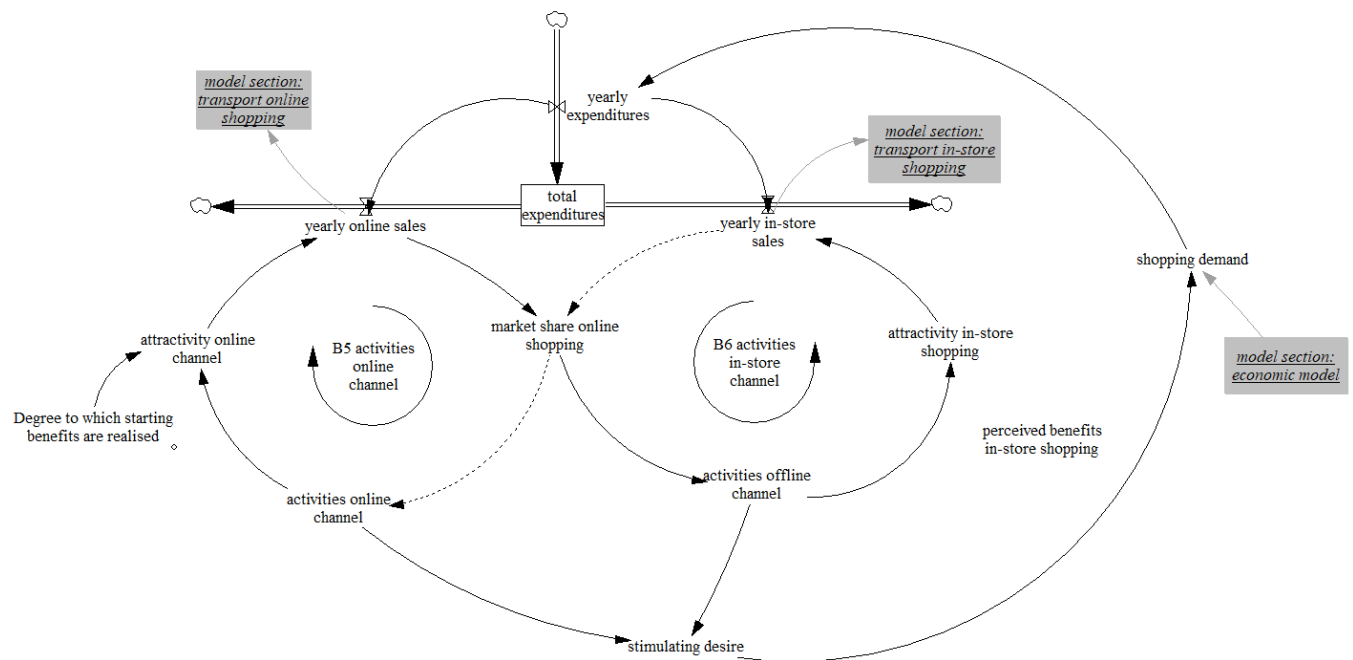 model section:
transport online
shopping
yearly
expenditures
model section:
transport in-store
shopping
total
expenditures
yearly online sales
yearly in-store
sales
shopping demand
attractivity online
channel
B5 activities
online
channel
market share online
shopping
B6 activities
in-store
channel
attractivity in-store
shopping
model section:
economic model
Degree to which starting
benefits are realised
perceived benefits
in-store shopping
activities online
channel
activities offline
channel
stimulating desire